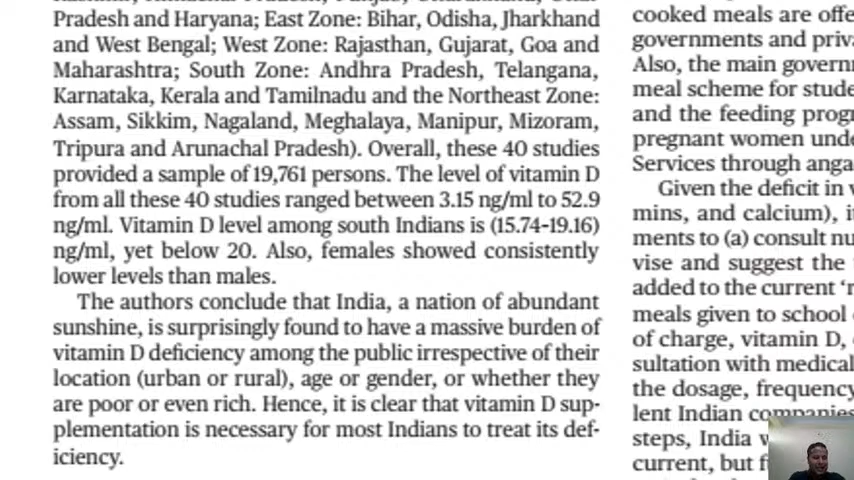 Pradesh and Haryana; East Zone: Bihar, Odisha, Jharkhand
and West Bengal; West Zone: Rajasthan, Gujarat, Goa and
Maharashtra; South Zone: Andhra Pradesh, Telangana,
Karnataka, Kerala and Tamilnadu and the Northeast Zone:
Assam, Sikkim, Nagaland, Meghalaya, Manipur, Mizoram,
Tripura and Arunachal Pradesh). Overall, these 40 studies
provided a sample of 19,761 persons. The level of vitamin D
from all these 40 studies ranged between 3.15 ng/ml to 52.9
ng/ml. Vitamin D level among south Indians is (15.74-19.16)
ng/ml, yet below 20. Also, females showed consistently
lower levels than males.
The authors conclude that India, a nation of abundant
sunshine, is surprisingly found to have a massive burden of
vitamin D deficiency among the public irrespective of their
location (urban or rural), age or gender, or whether they
are poor or even rich. Hence, it is clear that vitamin D sup-
plementation is necessary for most Indians to treat its def-
iciency.
cooked meals are offe
governments and priva
Also, the main governm
meal scheme for stude
and the feeding progr
pregnant women unde
Services through anga
Given the deficit in v
mins, and calcium), it
ments to (a) consult nu
vise and suggest the
added to the current 'r
meals given to school
of charge, vitamin D,
sultation with medical
the dosage, frequency
lent Indian companies
steps, India
current, but f